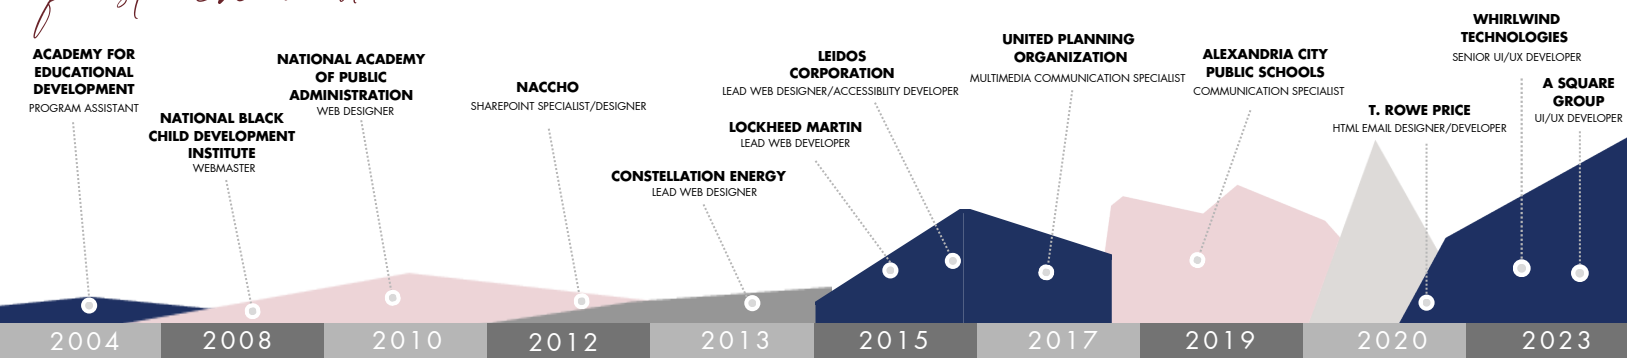 ACADEMY FOR
EDUCATIONAL
DEVELOPMENT
PROGRAM ASSISTANT
NATIONAL BLACK
CHILD DEVELOPMENT
INSTITUTE
WEBMASTER
NATIONAL ACADEMY
OF PUBLIC
ADMINISTRATION
WEB DESIGNER
NACCHO
SHAREPOINT SPECIALIST/DESIGNER
CONSTELLATION ENERGY
LEAD WEB DESIGNER
LOCKHEED MARTIN
LEAD WEB DEVELOPER
LEIDOS
CORPORATION
LEAD WEB DESIGNER/ACCESSIBLITY DEVELOPER
UNITED PLANNING
ORGANIZATION
MULTIMEDIA COMMUNICATION SPECIALIST
ALEXANDRIA CITY
PUBLIC SCHOOLS
COMMUNICATION SPECIALIST
T. ROWE PRICE
HTML EMAIL DESIGNER/DEVELOPER
WHIRLWIND
TECHNOLOGIES
SENIOR UI/UX DEVELOPER
A SQUARE
GROUP
UI/UX DEVELOPER
2004
2008
2010
2012
2013
2015
2017
2019
2020
2023